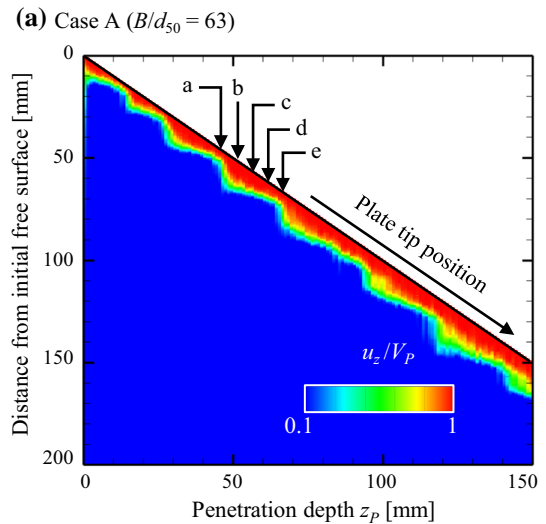 (a) Case A (B/d50 = 63)
Distance from initial free surface [mm]
0
50
100
150
200
a
b
c
d
e
Plate tip position
uz/VP
0.1
1
0
50
100
150
Penetration depth zP [mm]